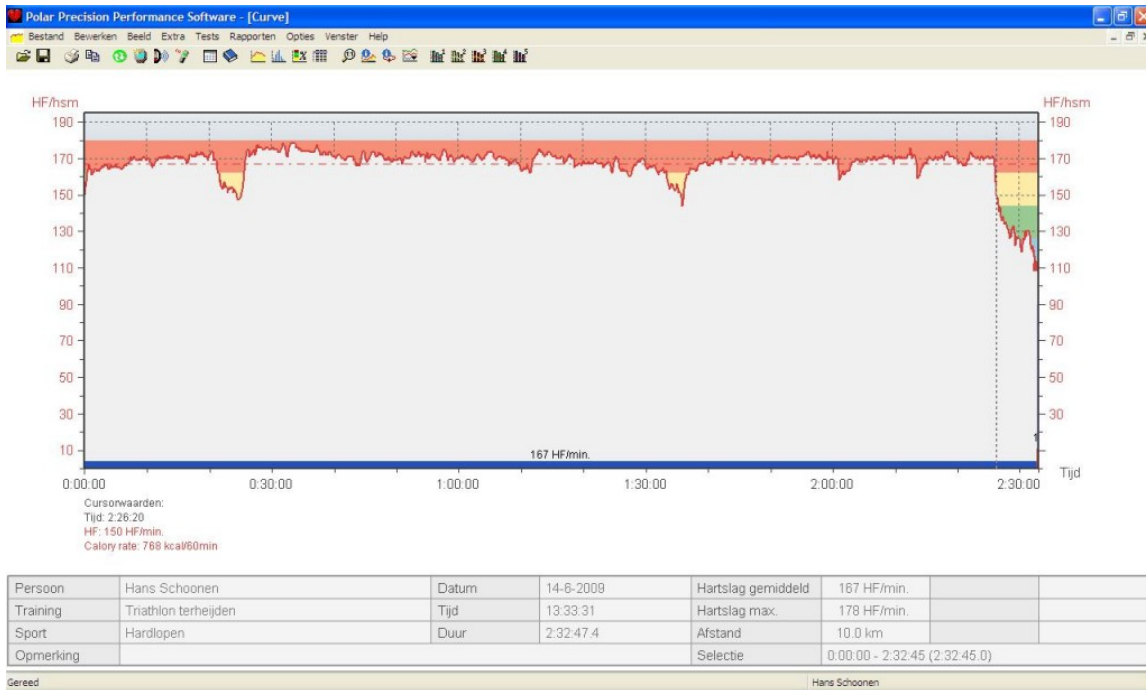 Polar Precision Performance Software - [Curve]
Bestand Bewerken Beeld Extra Tests Rapporten Opties Venster Help
HF/hsm HF/hsm
190 190
170 170
150 150
130 130
110 110
90 90
70 70
50 50
30 30
10 10
167 HF/min.
Tijd
0:00:00 0:30:00 1:00:00 1:30:00 2:00:00 2:30:00
Cursorwaarden:
Tijd: 2:26:20
HF: 150 HF/min.
Calory rate: 768 kcal/60min
Persoon Hans Schoonen Datum 14-6-2009 Hartslag gemiddeld 167 HF/min.
Training Triathlon terheijden Tijd 13:33:31 Hartslag max. 178 HF/min.
Sport Hardlopen Duur 2:32:47.4 Afstand 10.0 km
Opmerking Selectie 0:00:00 - 2:32:45 (2:32:45.0)
Gereed Hans Schoonen